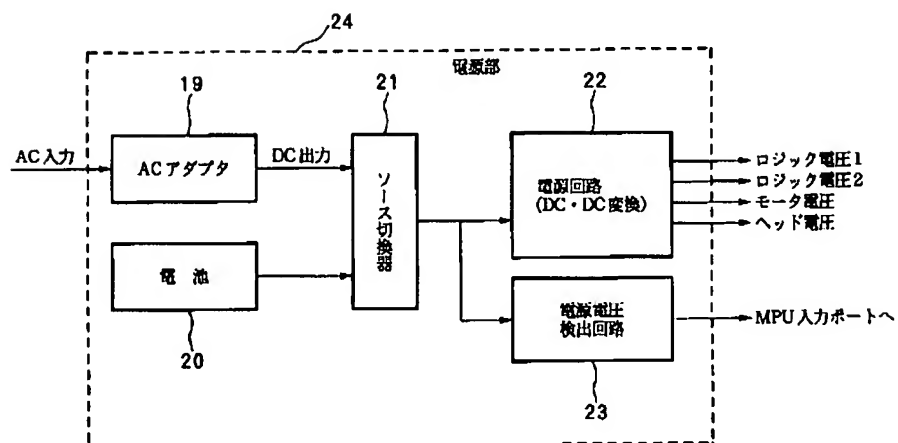 24
電源部
19
21
22
AC入力
ACアダプタ
DC出力
ソース切換器
電源回路
(DC・DC変換)
ロジック電圧1
ロジック電圧2
モータ電圧
ヘッド電圧
電 池
20
電源電圧
検出回路
MPU入力ポートへ
23